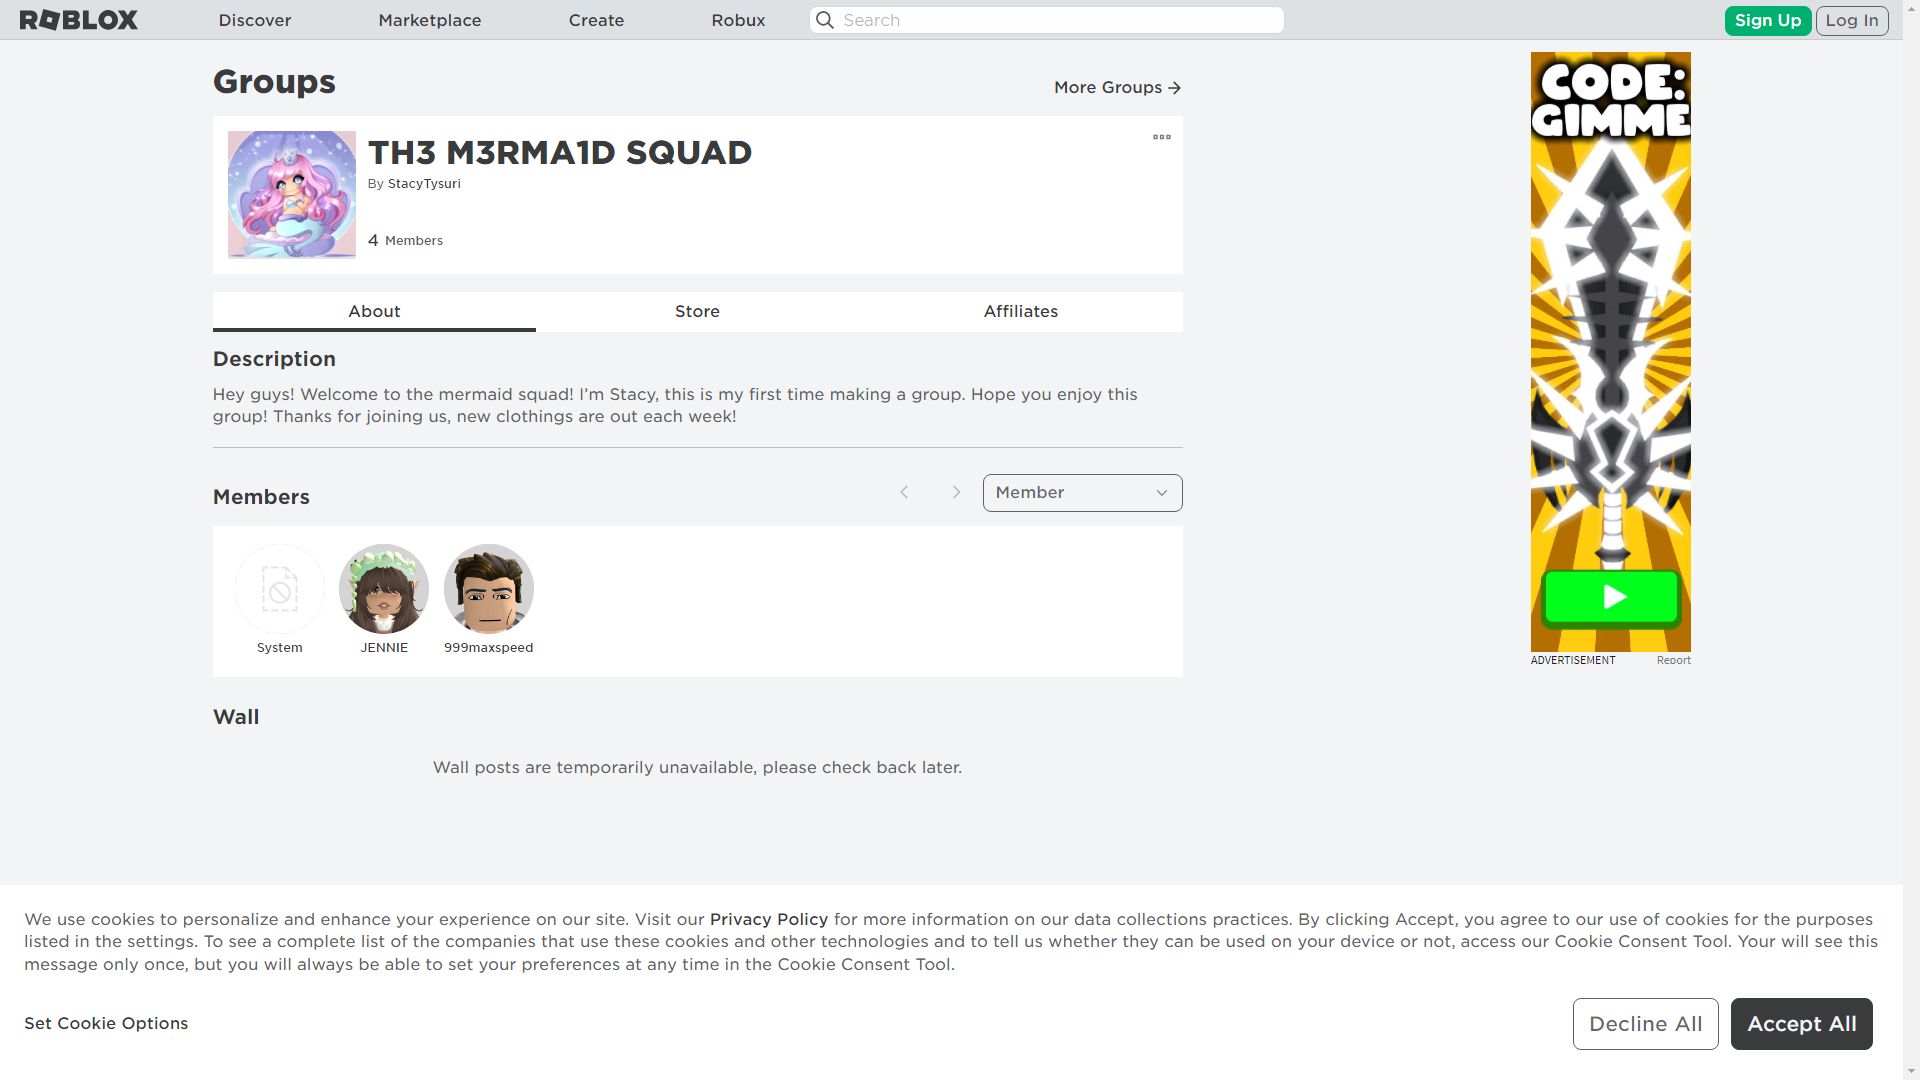 ROBLOX
Discover
Marketplace
Create
Robux
Search
Sign Up
Log In
Groups
More Groups
TH3 M3RMA1D SQUAD
By StacyTysuri
4 Members
About
Store
Affiliates
Description
Hey guys! Welcome to the mermaid squad! I'm Stacy, this is my first time making a group. Hope you enjoy this
group! Thanks for joining us, new clothings are out each week!
Members
Member
System
JENNIE
999maxspeed
Wall
Wall posts are temporarily unavailable, please check back later.
CODE:
GIMME
ADVERTISEMENT
Report
We use cookies to personalize and enhance your experience on our site. Visit our Privacy Policy for more information on our data collections practices. By clicking Accept, you agree to our use of cookies for the purposes
listed in the settings. To see a complete list of the companies that use these cookies and other technologies and to tell us whether they can be used on your device or not, access our Cookie Consent Tool. Your will see this
message only once, but you will always be able to set your preferences at any time in the Cookie Consent Tool.
Set Cookie Options
Decline All
Accept All